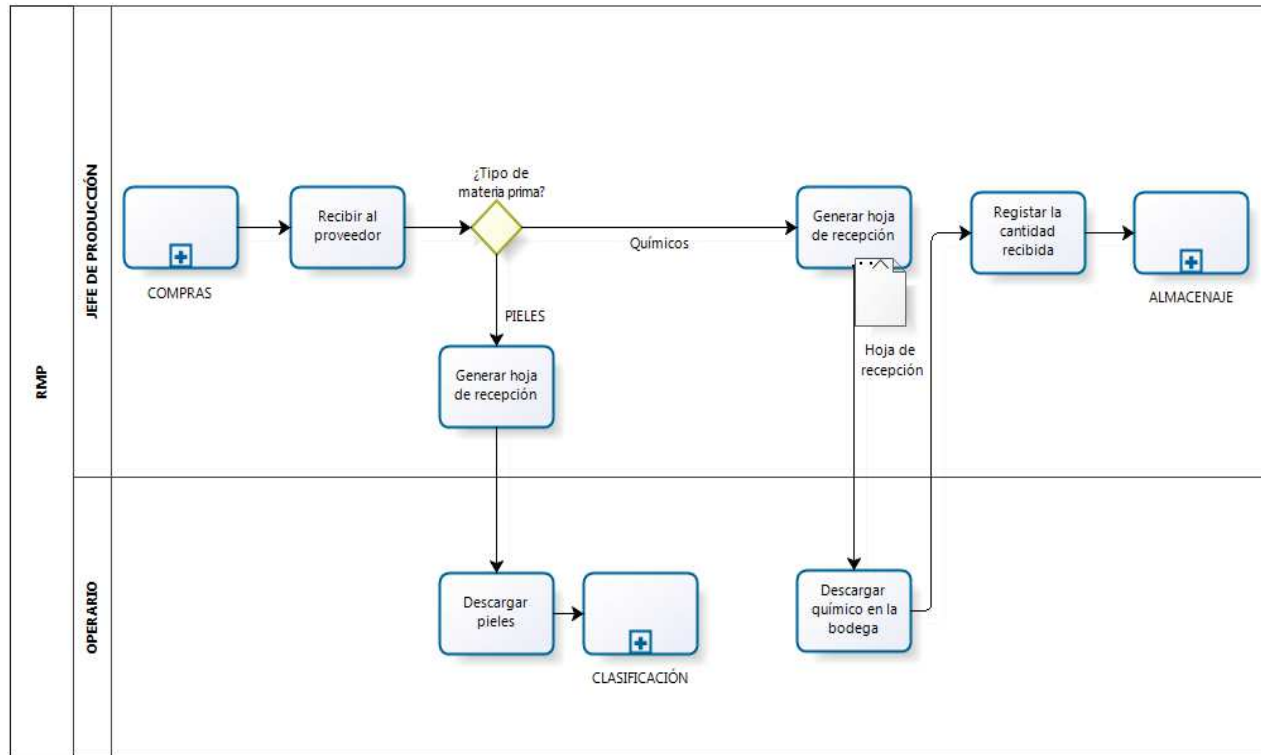 RMP
JEFE DE PRODUCCIÓN
COMPRAS
Recibir al
proveedor
¿Tipo de
materia prima?
Químicos
PIELES
Generar hoja
de recepción
Generar hoja
de recepción
Hoja de
recepción
Registar la
cantidad
recibida
ALMACENAJE
OPERARIO
Descargar
pieles
CLASIFICACIÓN
Descargar
químico en la
bodega